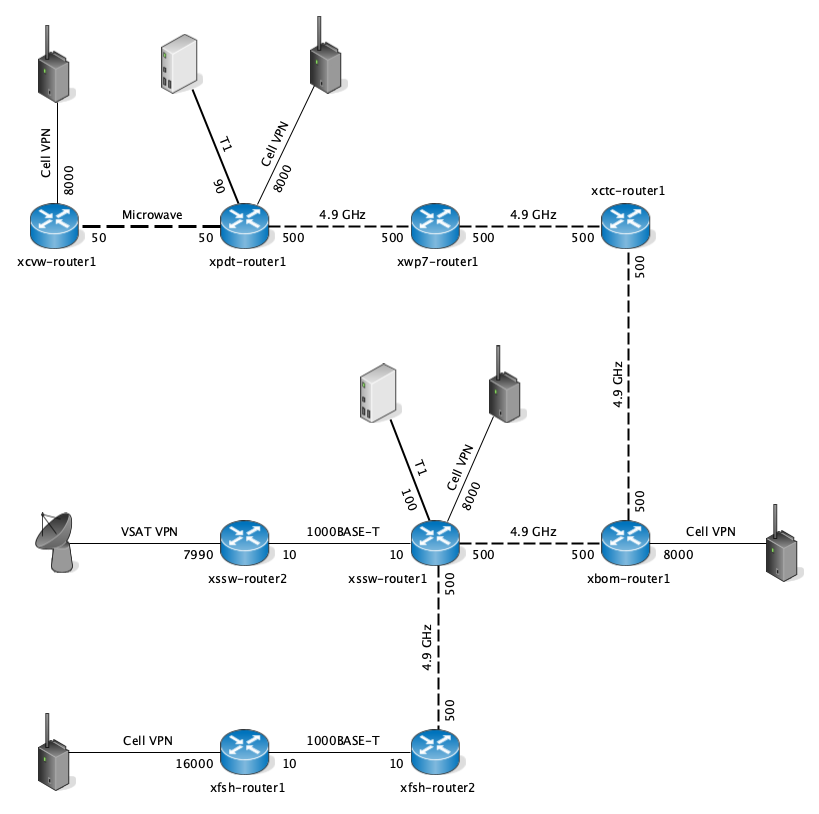 Cell VPN
8000
T1
90
Cell VPN
8000
xctc-router1
Microwave
4.9 GHz
4.9 GHz
50
50
500
500
500
500
xcvw-router1
xpdt-router1
xwp7-router1
500
4.9 GHz
500
T1
100
Cell VPN
8000
VSAT VPN
1000BASE-T
4.9 GHz
Cell VPN
7990
10
10
500
500
8000
xssw-router2
xssw-router1
xbom-router1
500
4.9 GHz
500
Cell VPN
1000BASE-T
16000
10
10
xfsh-router1
xfsh-router2